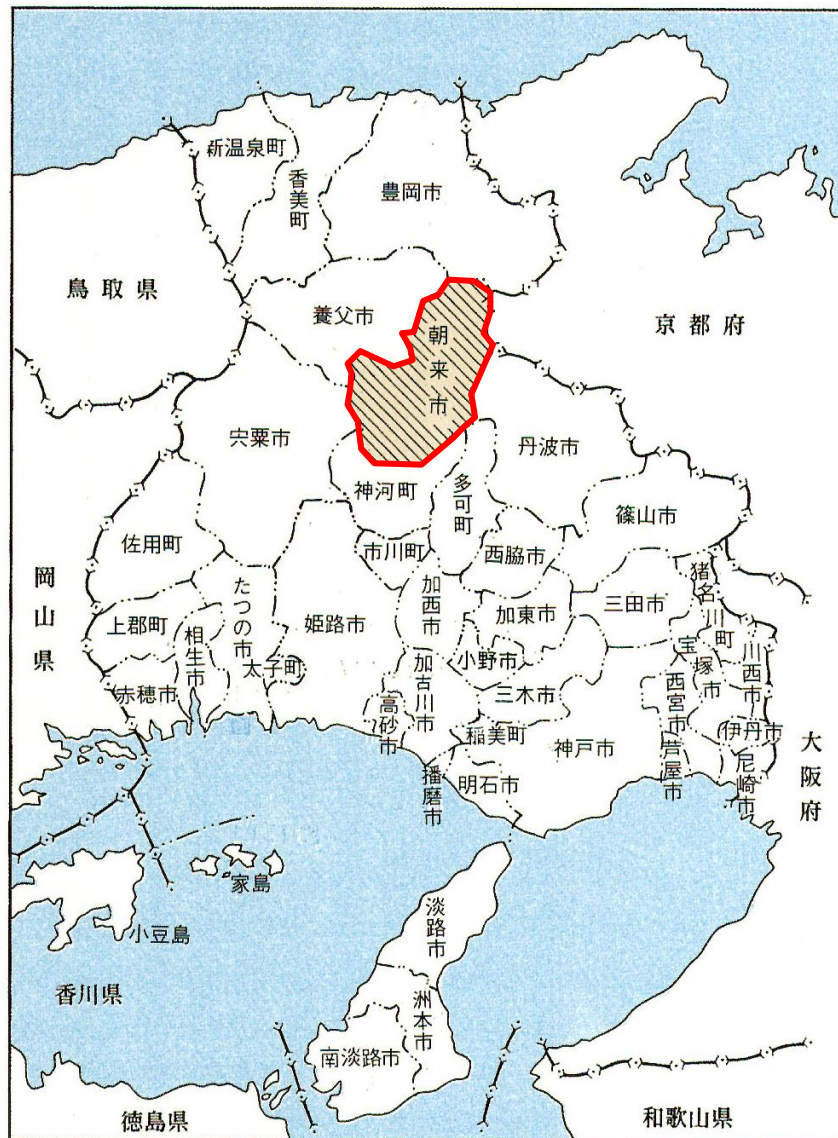 新温泉町
香美町
豊岡市
鳥取県
養父市
朝来市
京都府
宍粟市
丹波市
神河町
多可町
篠山市
佐用町
市川町
西脇市
猪名川町
岡山県
たつの市
姫路市
加西市
加東市
三田市
上郡町
相生市
小野市
宝塚市
川西市
太子町
赤穂市
加古川市
三木市
西宮市
高砂市
稲美町
神戸市
伊丹市
大阪府
芦屋市
尼崎市
播磨市
明石市
家島
小豆島
淡路市
香川県
洲本市
南淡路市
徳島県
和歌山県